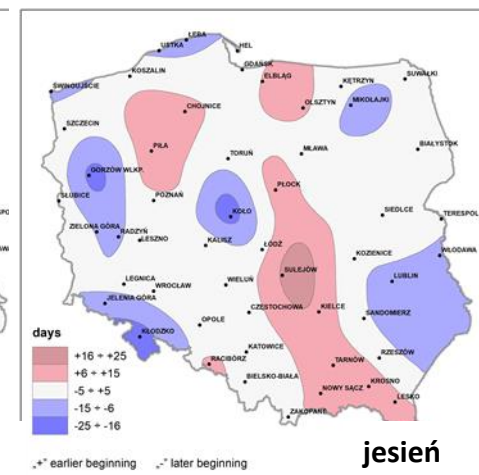 ŁEBA
USTKA
HEL
GDAŃSK
SUWAŁKI
KOSZALIN
ELBLĄG
KĘTRZYN
ŚWINOUJŚCIE
CHOJNICE
OLSZTYN
MIKOŁAJKI
SZCZECIN
PIŁA
TORUŃ
MŁAWA
BIAŁYSTOK
GORZÓW WLKP.
PŁOCK
SŁUBICE
POZNAŃ
KOŁO
SIEDLCE
TERESPOL
ZIELONA GÓRA
RADZYŃ
LESZNO
KALISZ
ŁÓDŹ
WŁODAWA
KOZIENICE
SULEJÓW
LUBLIN
LEGNICA
WROCŁAW
WIELUŃ
JELENIA GÓRA
CZĘSTOCHOWA
KIELCE
SANDOMIERZ
OPOLE
KŁODZKO
days
KATOWICE
RZESZÓW
+16 ÷ +25
RACIBÓRZ
TARNÓW
+6 ÷ +15
BIELSKO-BIAŁA
KROSNO
-5 ÷ +5
NOWY SĄCZ
LESKO
-15 ÷ -6
ZAKOPANE
-25 ÷ -16
„+” earlier beginning „-” later beginning
jesień